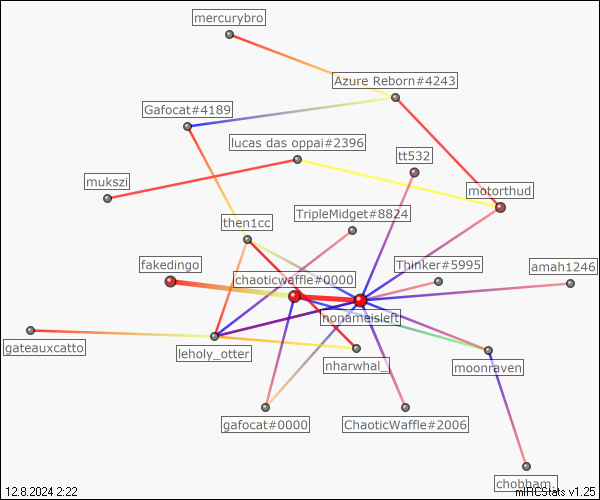 mercurybro
Azure Reborn#4243
Gafocat#4189
lucas das oppai#2396
tt532
mukszi
motorthud
TripleMidget#8824
then1cc
fakedingo
chaoticwaffle#0000
Thinker#5995
amah1246
nonameisleft
gateauxcatto
leholy_otter
nharwhal_
moonraven
gafocat#0000
ChaoticWaffle#2006
chobham.
12.8.2024 2:22
mIRCStats v1.25